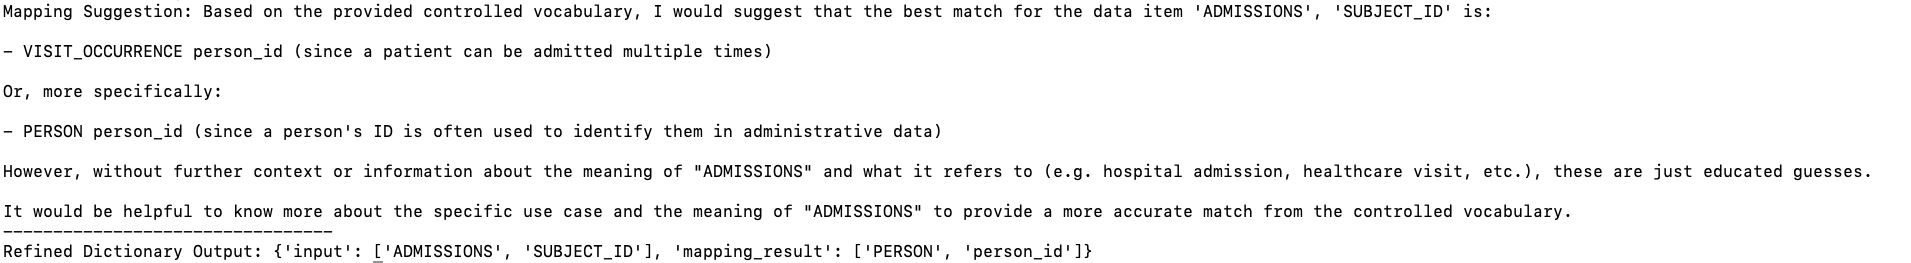 Mapping Suggestion: Based on the provided controlled vocabulary, I would suggest that the best match for the data item 'ADMISSIONS', 'SUBJECT_ID' is:
– VISIT_OCCURRENCE person_id (since a patient can be admitted multiple times)
Or, more specifically:
– PERSON person_id (since a person's ID is often used to identify them in administrative data)
However, without further context or information about the meaning of "ADMISSIONS" and what it refers to (e.g. hospital admission, healthcare visit, etc.), these are just educated guesses.
It would be helpful to know more about the specific use case and the meaning of "ADMISSIONS" to provide a more accurate match from the controlled vocabulary.
---------------------------------
Refined Dictionary Output: {'input': ['ADMISSIONS', 'SUBJECT_ID'], 'mapping_result': ['PERSON', 'person_id']}